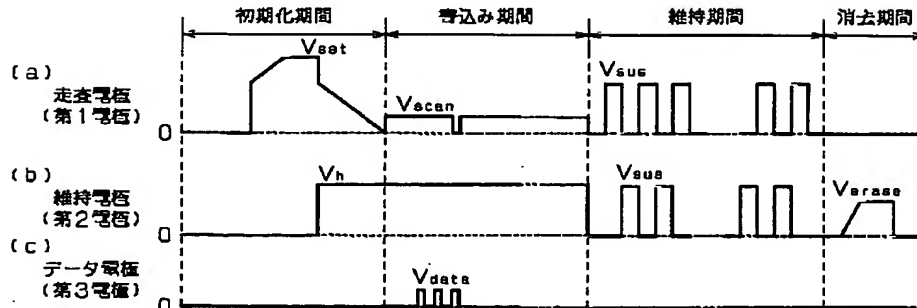 初期化期間 書込み期間 維持期間 消去期間
(a)
走査電極
(第1電極)
Vset
Vscan
Vsus
0
(b)
維持電極
(第2電極)
Vh
Vsus
Verase
0
(c)
データ電極
(第3電極)
Vdata
0